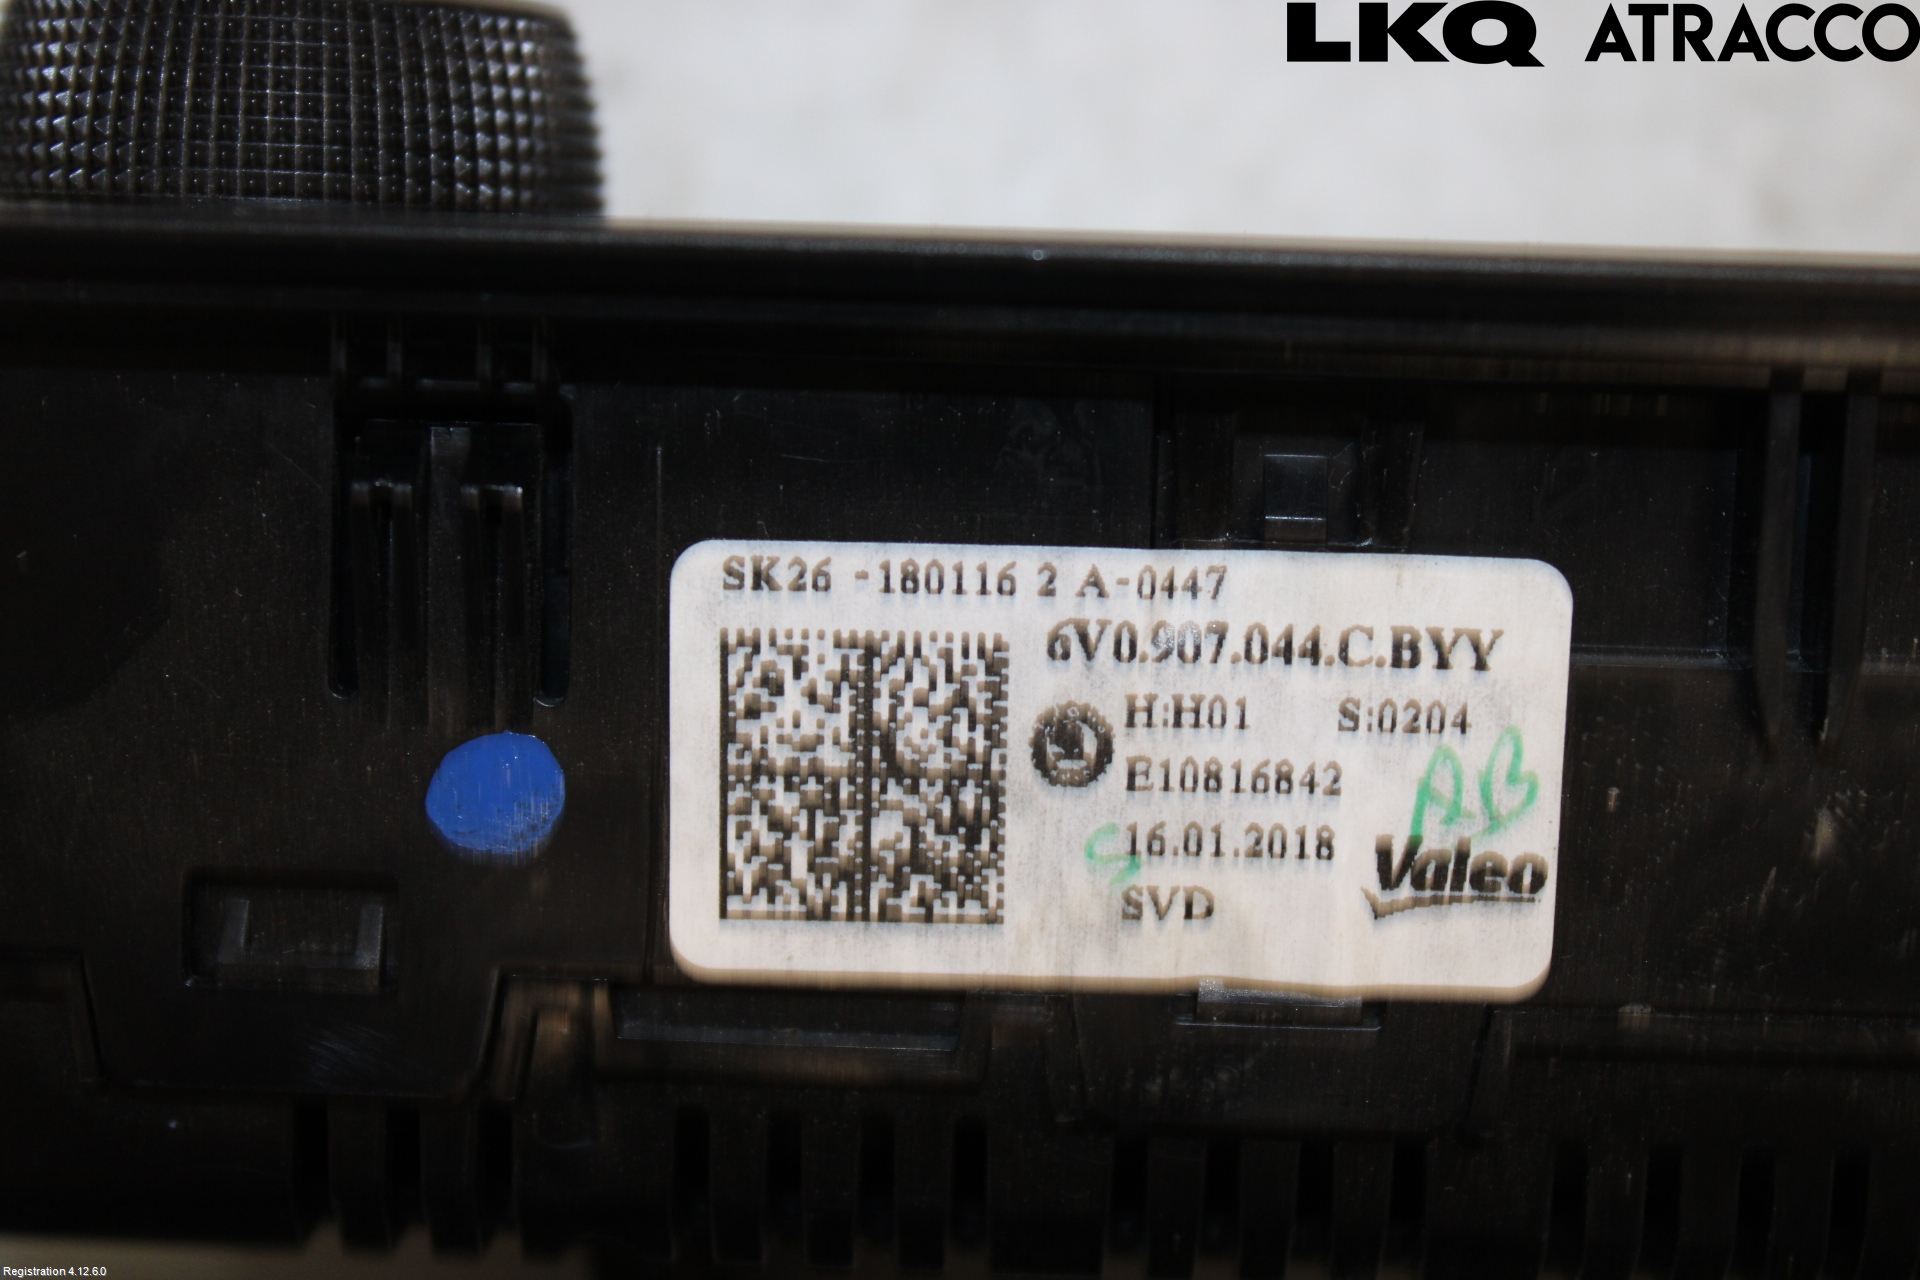 LKQ ATRACCO
SK26 -180116 2 A-0447
6V0.907.044.C.BYY
H:H01 S:0204
E10816842
AB
16.01.2018
Valeo
SVD
Registration 4.12.6.0